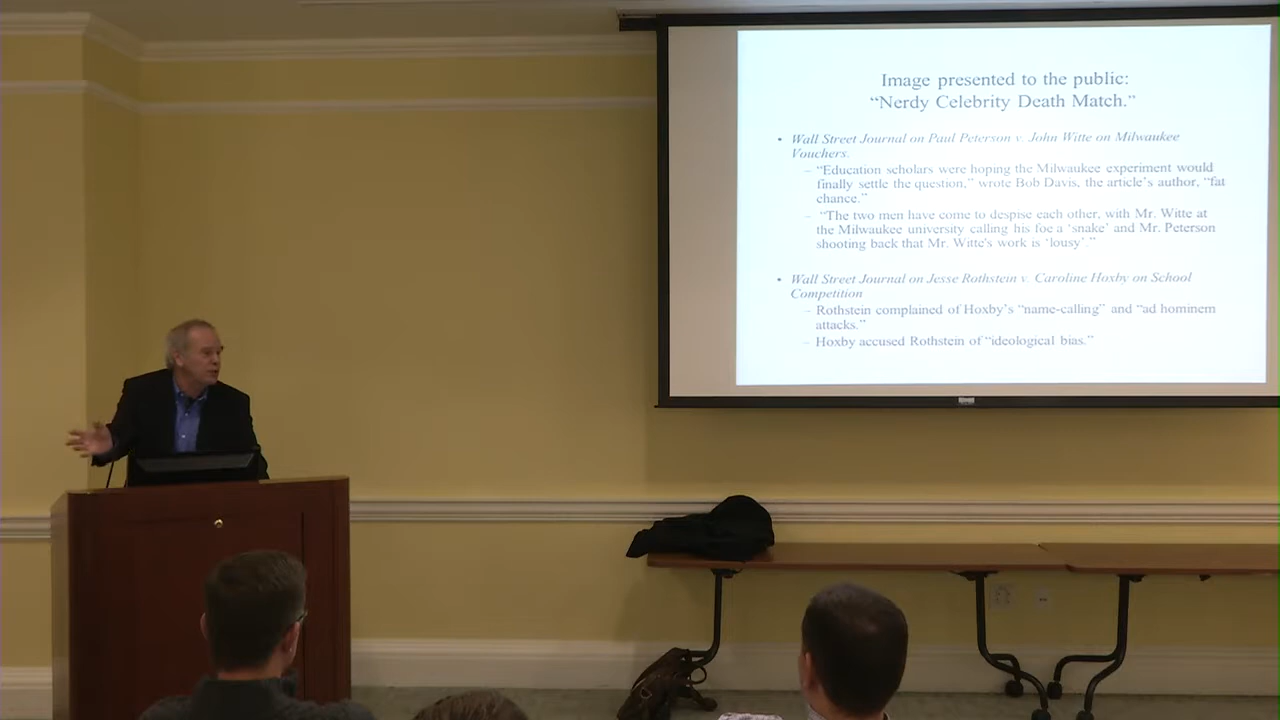 Image presented to the public:
“Nerdy Celebrity Death Match.”
• Wall Street Journal on Paul Peterson v. John Witte on Milwaukee
Vouchers.
– “Education scholars were hoping the Milwaukee experiment would
finally settle the question,” wrote Bob Davis, the article’s author, “fat
chance.”
– “The two men have come to despise each other, with Mr. Witte at
the Milwaukee university calling his foe a ‘snake’ and Mr. Peterson
shooting back that Mr. Witte's work is ‘lousy’.”
• Wall Street Journal on Jesse Rothstein v. Caroline Hoxby on School
Competition
– Rothstein complained of Hoxby’s “name-calling” and “ad hominem
attacks.”
– Hoxby accused Rothstein of “ideological bias.”